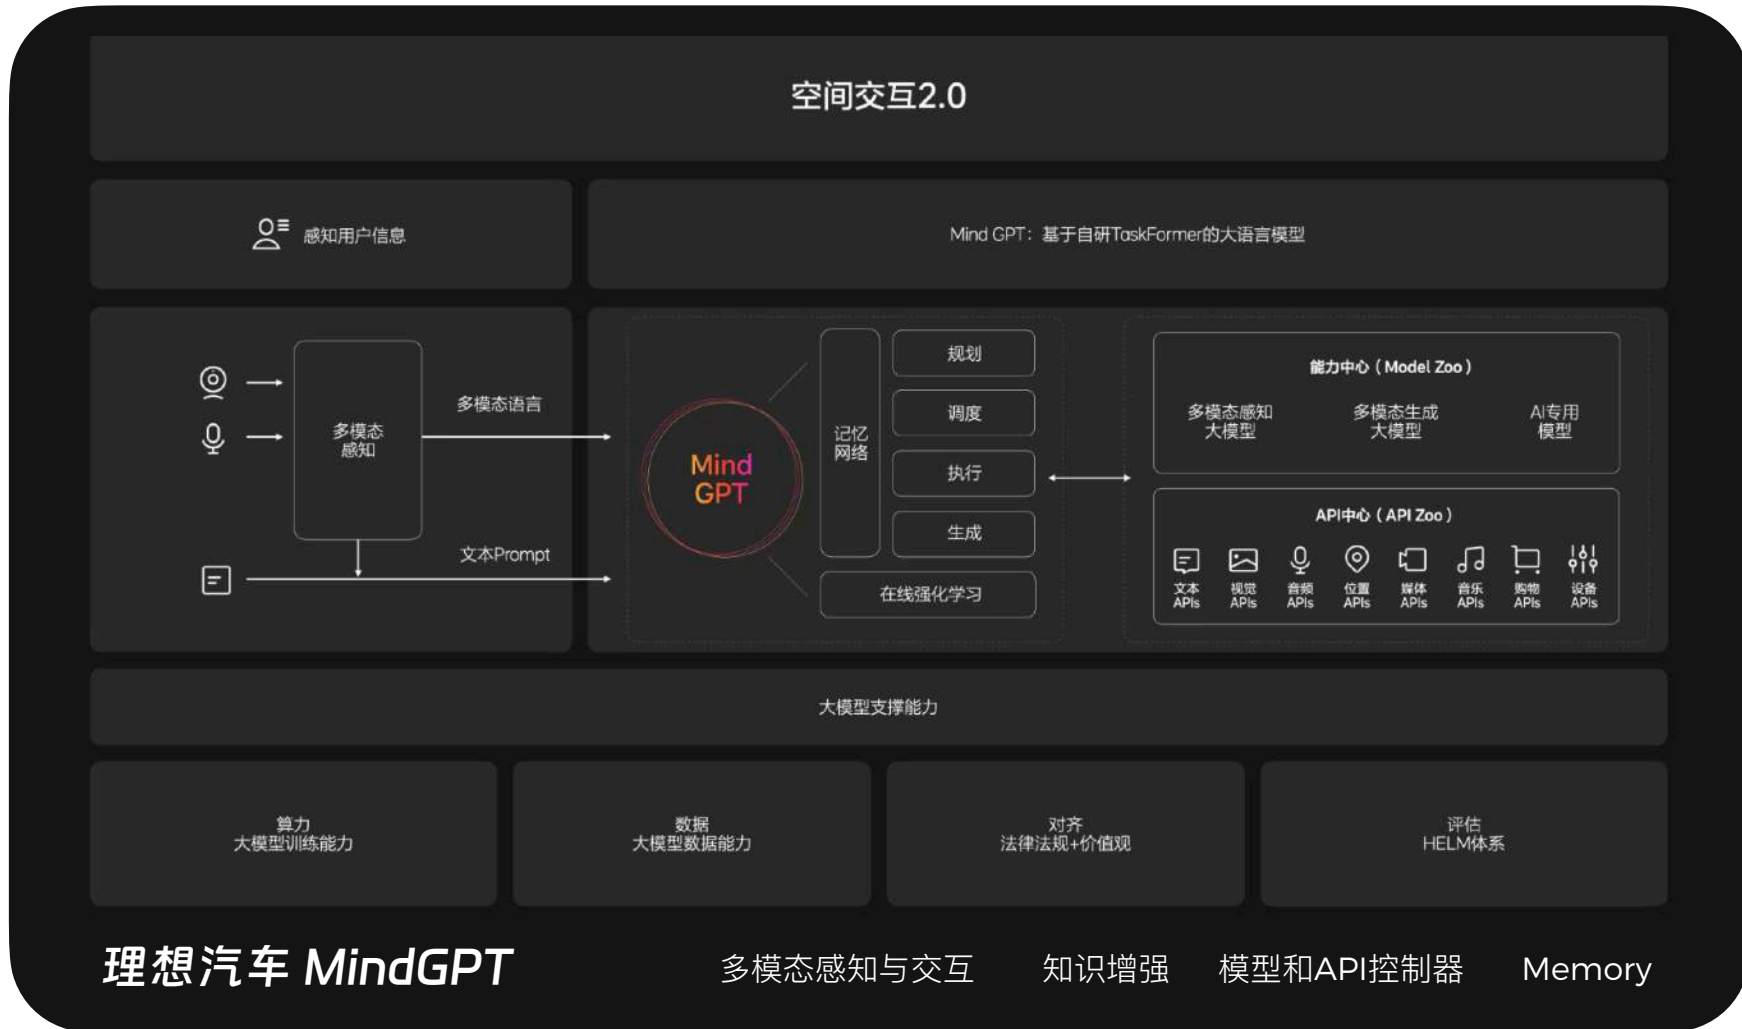 空间交互2.0
感知用户信息
Mind GPT：基于自研TaskFormer的大语言模型
多模态
感知
多模态语言
文本Prompt
Mind
GPT
记忆
网络
规划
调度
执行
生成
在线强化学习
能力中心（Model Zoo）
多模态感知
大模型
多模态生成
大模型
AI专用
模型
API中心（API Zoo）
文本
APIs
视觉
APIs
音频
APIs
位置
APIs
媒体
APIs
音乐
APIs
购物
APIs
设备
APIs
大模型支撑能力
算力
大模型训练能力
数据
大模型数据能力
对齐
法律法规+价值观
评估
HELM体系
理想汽车 MindGPT
多模态感知与交互 知识增强 模型和API控制器 Memory